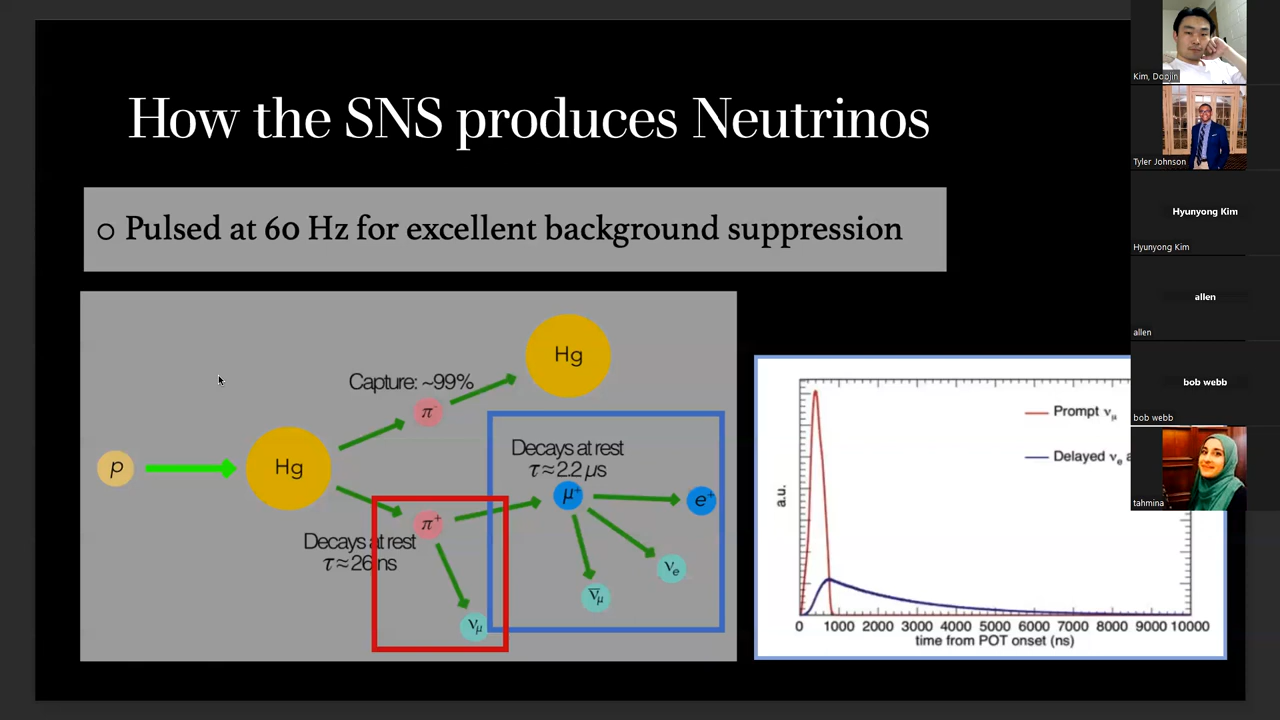 How the SNS produces Neutrinos
Pulsed at 60 Hz for excellent background suppression
Hg
Capture: ~99%
π⁻
p
Hg
Decays at rest
τ≈2.2 μs
μ⁺
e⁺
π⁺
Decays at rest
τ≈26 ns
νₑ
ν̅μ
νμ
Prompt νμ
Delayed νₑ a
a.u.
0 1000 2000 3000 4000 5000 6000 7000 8000 9000 10000
time from POT onset (ns)
Kim, Doojin
Tyler Johnson
Hyunyong Kim
Hyunyong Kim
allen
allen
bob webb
bob webb
tahmina